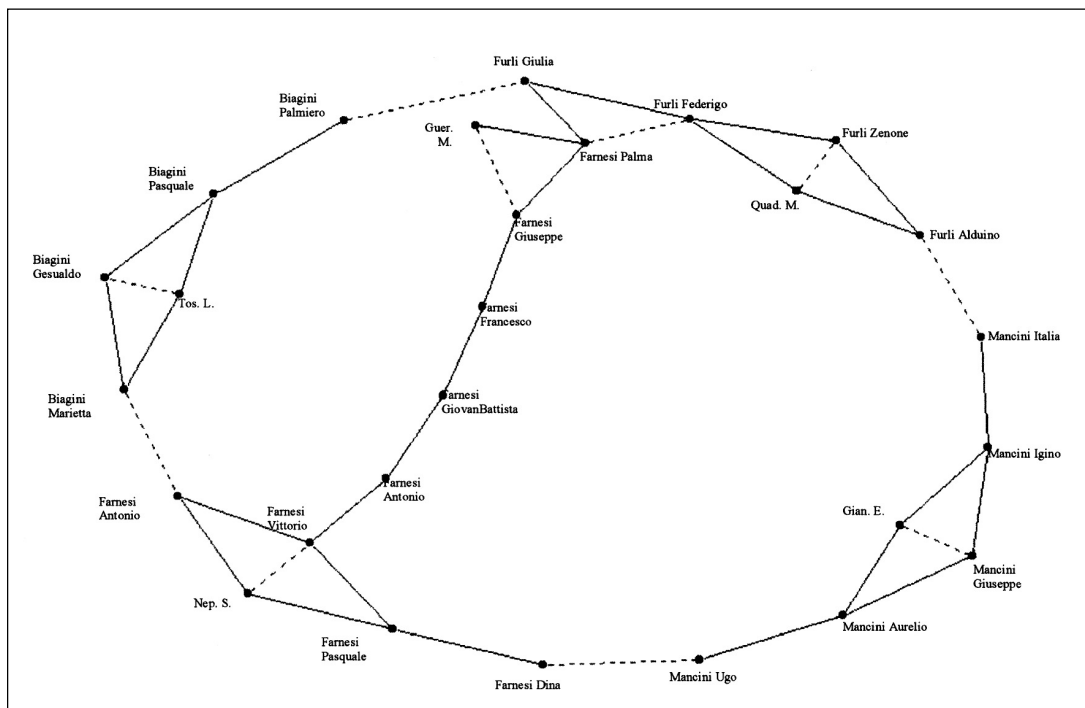 Furli Giulia
Biagini
Palmiero
Furli Federigo
Guer.
M.
Furli Zenone
Farnesi Palma
Biagini
Pasquale
Quad. M.
Farnesi
Giuseppe
Furli Alduino
Biagini
Gesualdo
Tos. L.
Farnesi
Francesco
Mancini Italia
Biagini
Marietta
Farnesi
GiovanBattista
Mancini Igino
Farnesi
Antonio
Farnesi
Antonio
Farnesi
Vittorio
Gian. E.
Mancini
Giuseppe
Nep. S.
Mancini Aurelio
Farnesi
Pasquale
Farnesi Dina
Mancini Ugo